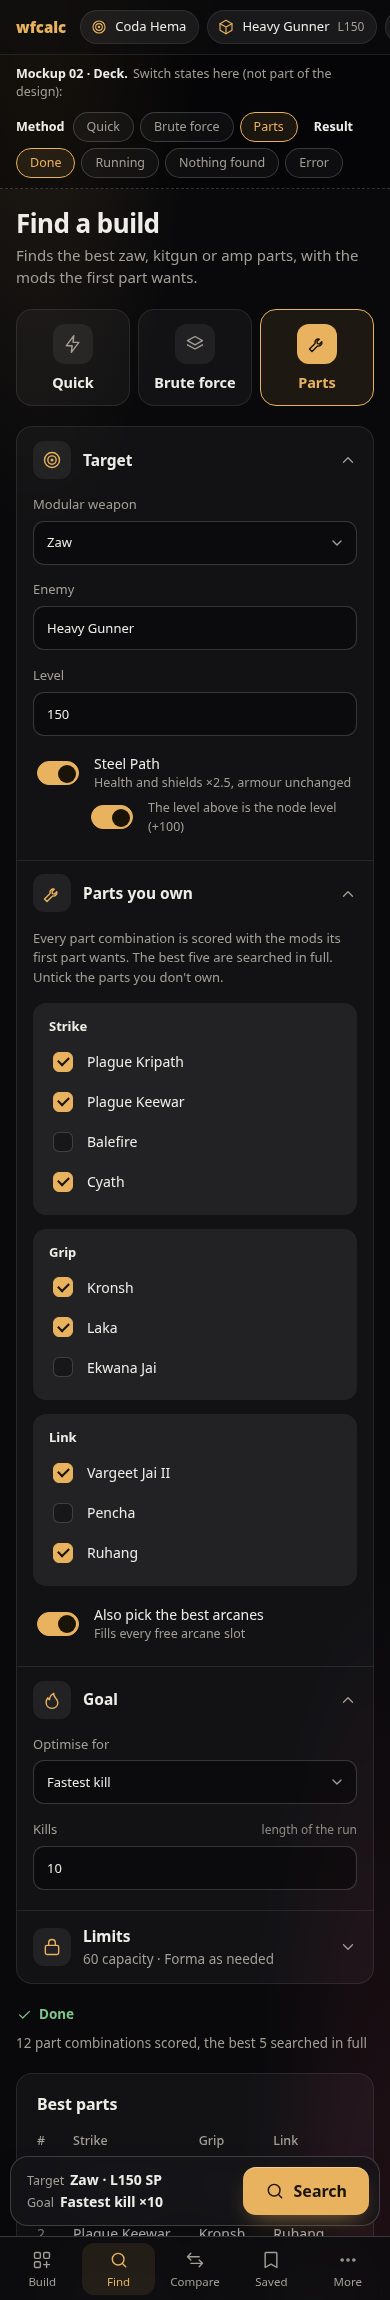 wfcalc Coda Hema Heavy Gunner L150
Mockup 02 · Deck. Switch states here (not part of the
design):
Method Quick Brute force Parts Result
Done Running Nothing found Error
Find a build
Finds the best zaw, kitgun or amp parts, with the
mods the first part wants.
Quick Brute force Parts
Target
Modular weapon
Zaw
Enemy
Heavy Gunner
Level
150
Steel Path
Health and shields ×2.5, armour unchanged
The level above is the node level
(+100)
Parts you own
Every part combination is scored with the mods its
first part wants. The best five are searched in full.
Untick the parts you don't own.
Strike
Plague Kripath
Plague Keewar
Balefire
Cyath
Grip
Kronsh
Laka
Ekwana Jai
Link
Vargeet Jai II
Pencha
Ruhang
Also pick the best arcanes
Fills every free arcane slot
Goal
Optimise for
Fastest kill
Kills length of the run
10
Limits
60 capacity · Forma as needed
Done
12 part combinations scored, the best 5 searched in full
Best parts
# Strike Grip Link
Target Zaw · L150 SP
Goal Fastest kill ×10
Search
2 Plague Keewar Kronsh Ruhang
Build Find Compare Saved More